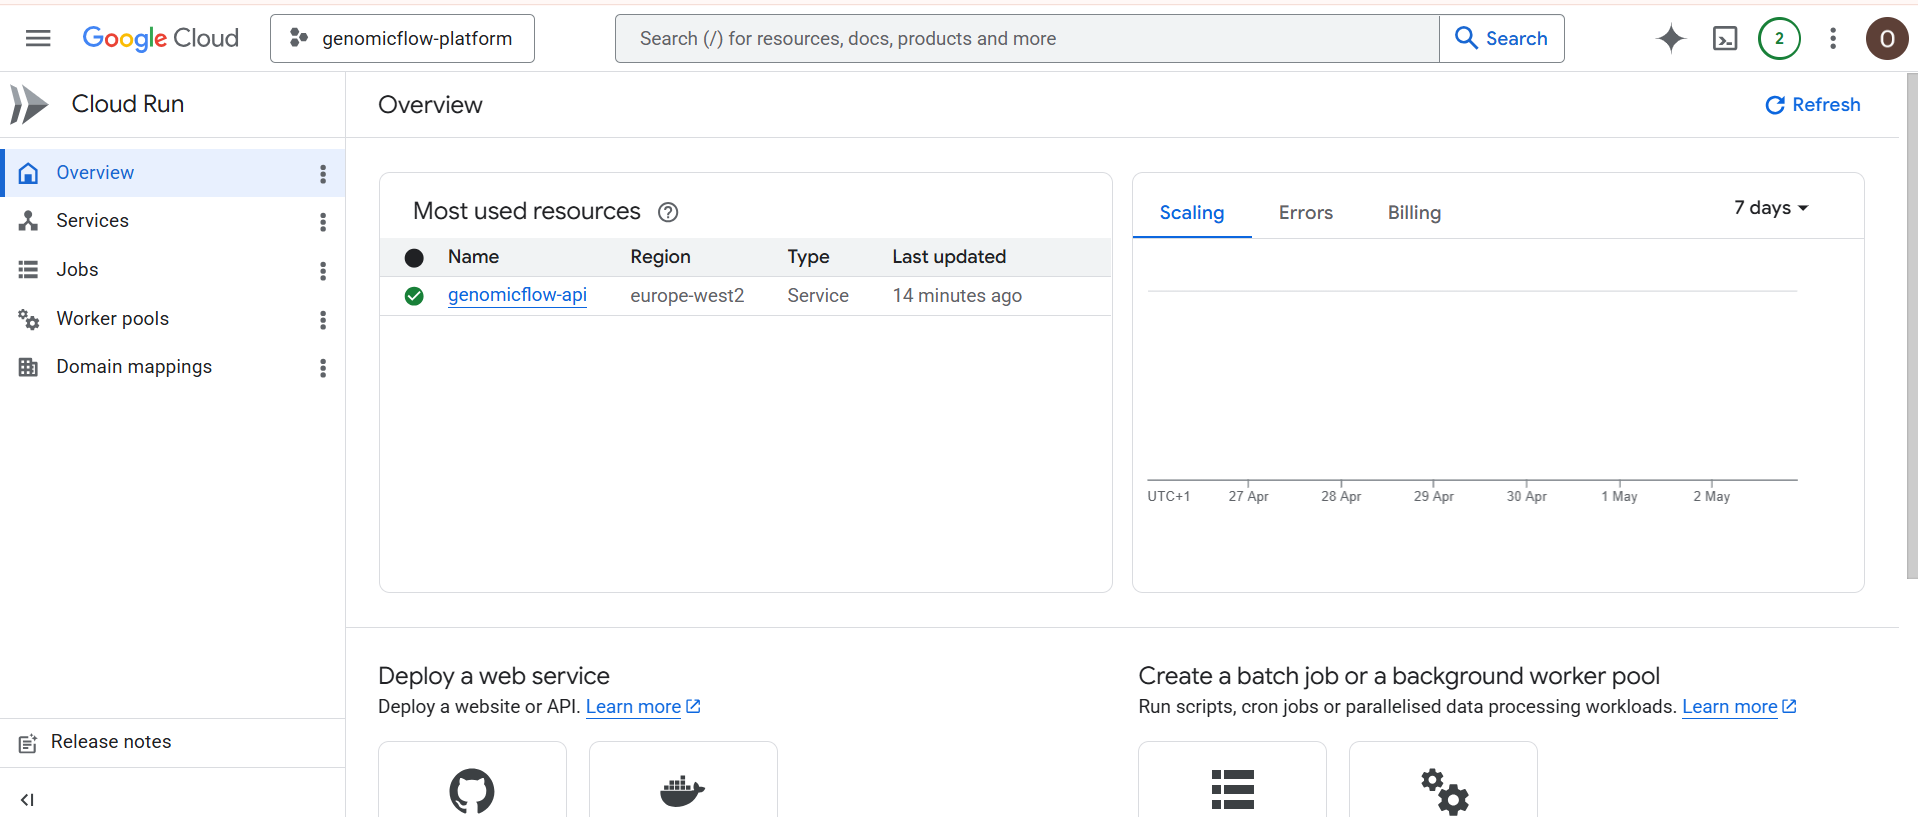 Google Cloud
genomicflow-platform
Search (/) for resources, docs, products and more
Search
2
O
Cloud Run
Overview
Refresh
Overview
Services
Jobs
Worker pools
Domain mappings
Release notes
Most used resources
Name Region Type Last updated
genomicflow-api europe-west2 Service 14 minutes ago
Scaling Errors Billing 7 days
UTC+1 27 Apr 28 Apr 29 Apr 30 Apr 1 May 2 May
Deploy a web service
Deploy a website or API. Learn more
Create a batch job or a background worker pool
Run scripts, cron jobs or parallelised data processing workloads. Learn more